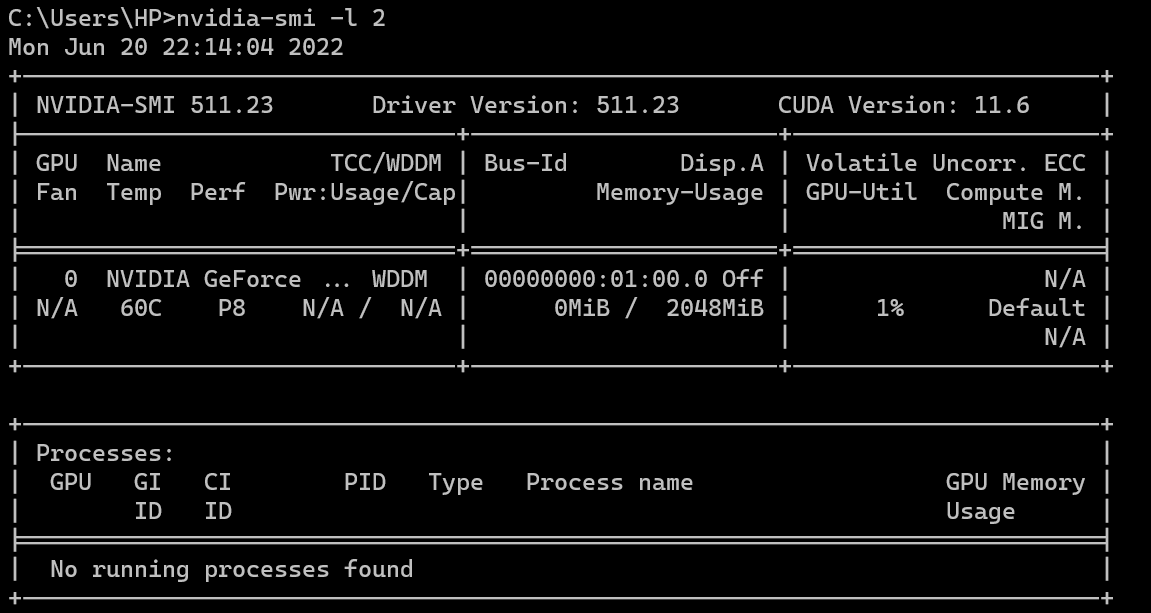 C:\Users\HP>nvidia-smi -l 2
Mon Jun 20 22:14:04 2022
+-----------------------------------------------------------------------------+
| NVIDIA-SMI 511.23       Driver Version: 511.23       CUDA Version: 11.6     |
|-------------------------------+----------------------+----------------------+
| GPU  Name            TCC/WDDM | Bus-Id        Disp.A | Volatile Uncorr. ECC |
| Fan  Temp  Perf  Pwr:Usage/Cap|         Memory-Usage | GPU-Util  Compute M. |
|                               |                      |               MIG M. |
|===============================+======================+======================|
|   0  NVIDIA GeForce ... WDDM  | 00000000:01:00.0 Off |                  N/A |
| N/A   60C    P8    N/A /  N/A |      0MiB /  2048MiB |      1%      Default |
|                               |                      |                  N/A |
+-------------------------------+----------------------+----------------------+

+-----------------------------------------------------------------------------+
| Processes:                                                                  |
|  GPU   GI   CI        PID   Type   Process name                  GPU Memory |
|        ID   ID                                                   Usage      |
|=============================================================================|
|  No running processes found                                                 |
+-----------------------------------------------------------------------------+